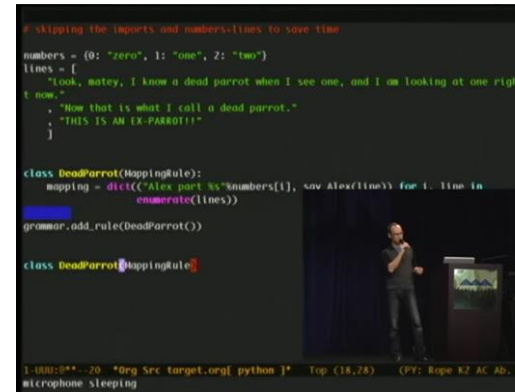 # skipping the imports and numbers+lines to save time
numbers = {0: "zero", 1: "one", 2: "two"}
lines = [
"Look, matey, I know a dead parrot when I see one, and I am looking at one righ
t now."
, "Now that is what I call a dead parrot."
, "THIS IS AN EX-PARROT!!"
]
class DeadParrot(MappingRule):
mapping = dict(("Alex part %s"%numbers[i], say_Alex(line)) for i, line in
enumerate(lines))
grammar.add_rule(DeadParrot())
class DeadParrot(MappingRule)
1-UUU:@**--20 *Org Src target.org[ python ]* Top (18,28) (PY: Rope K2 AC Ab,
microphone sleeping